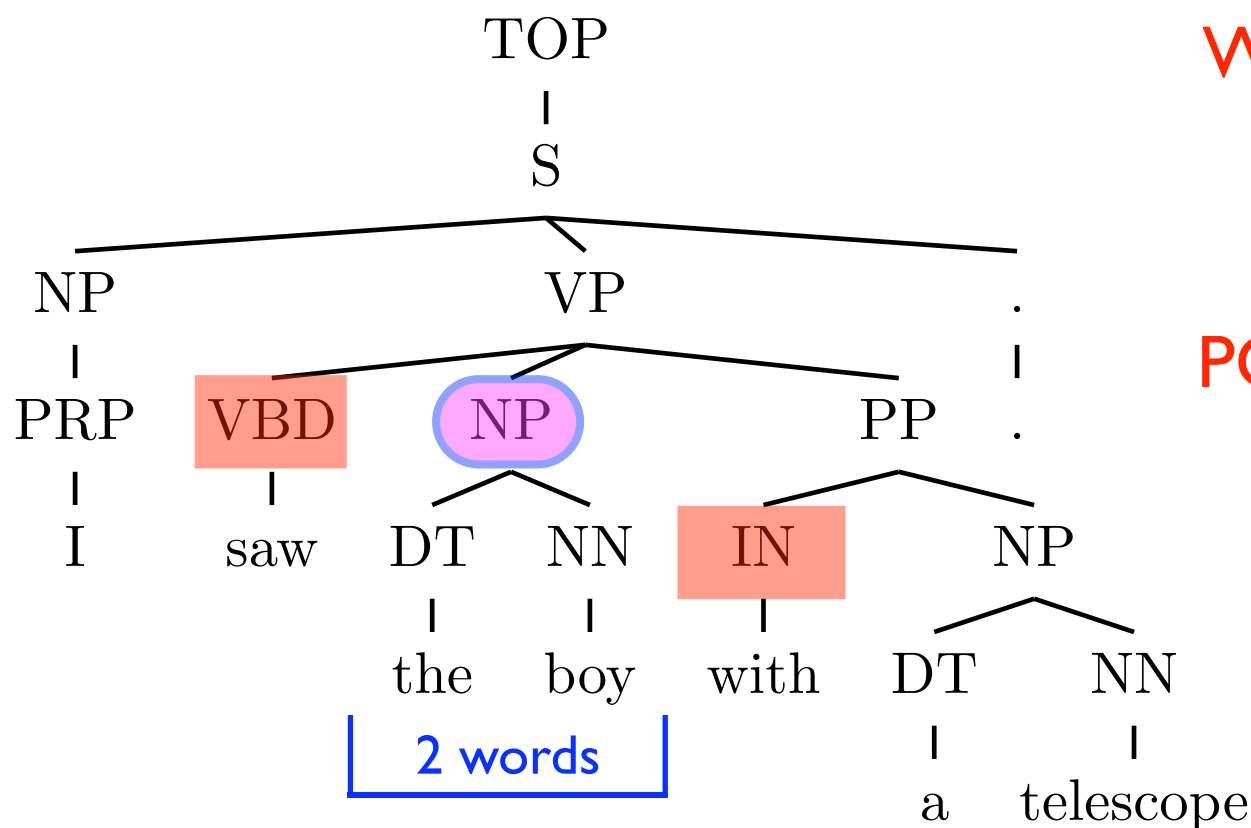 TOP
W
S
NP VP .
PRP VBD NP PP .
PO
I saw DT NN IN NP
the boy with DT NN
2 words
a telescope